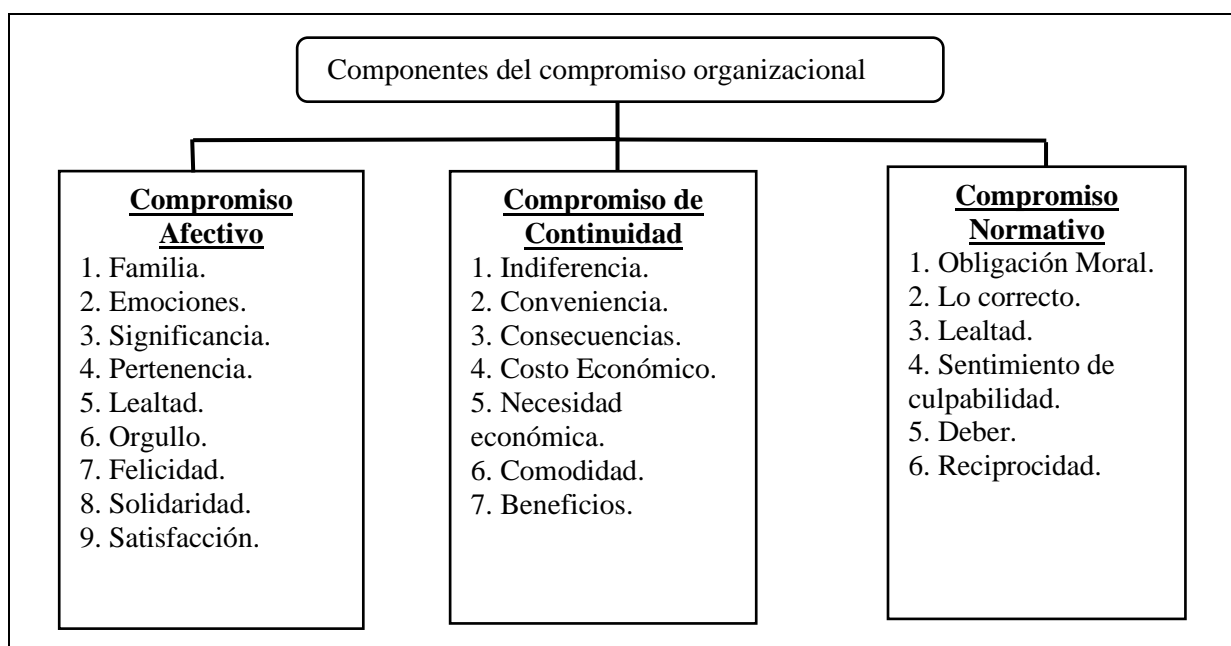 Componentes del compromiso organizacional
Compromiso
Afectivo
1. Familia.
2. Emociones.
3. Significancia.
4. Pertenencia.
5. Lealtad.
6. Orgullo.
7. Felicidad.
8. Solidaridad.
9. Satisfacción.
Compromiso de
Continuidad
1. Indiferencia.
2. Conveniencia.
3. Consecuencias.
4. Costo Económico.
5. Necesidad
económica.
6. Comodidad.
7. Beneficios.
Compromiso
Normativo
1. Obligación Moral.
2. Lo correcto.
3. Lealtad.
4. Sentimiento de
culpabilidad.
5. Deber.
6. Reciprocidad.